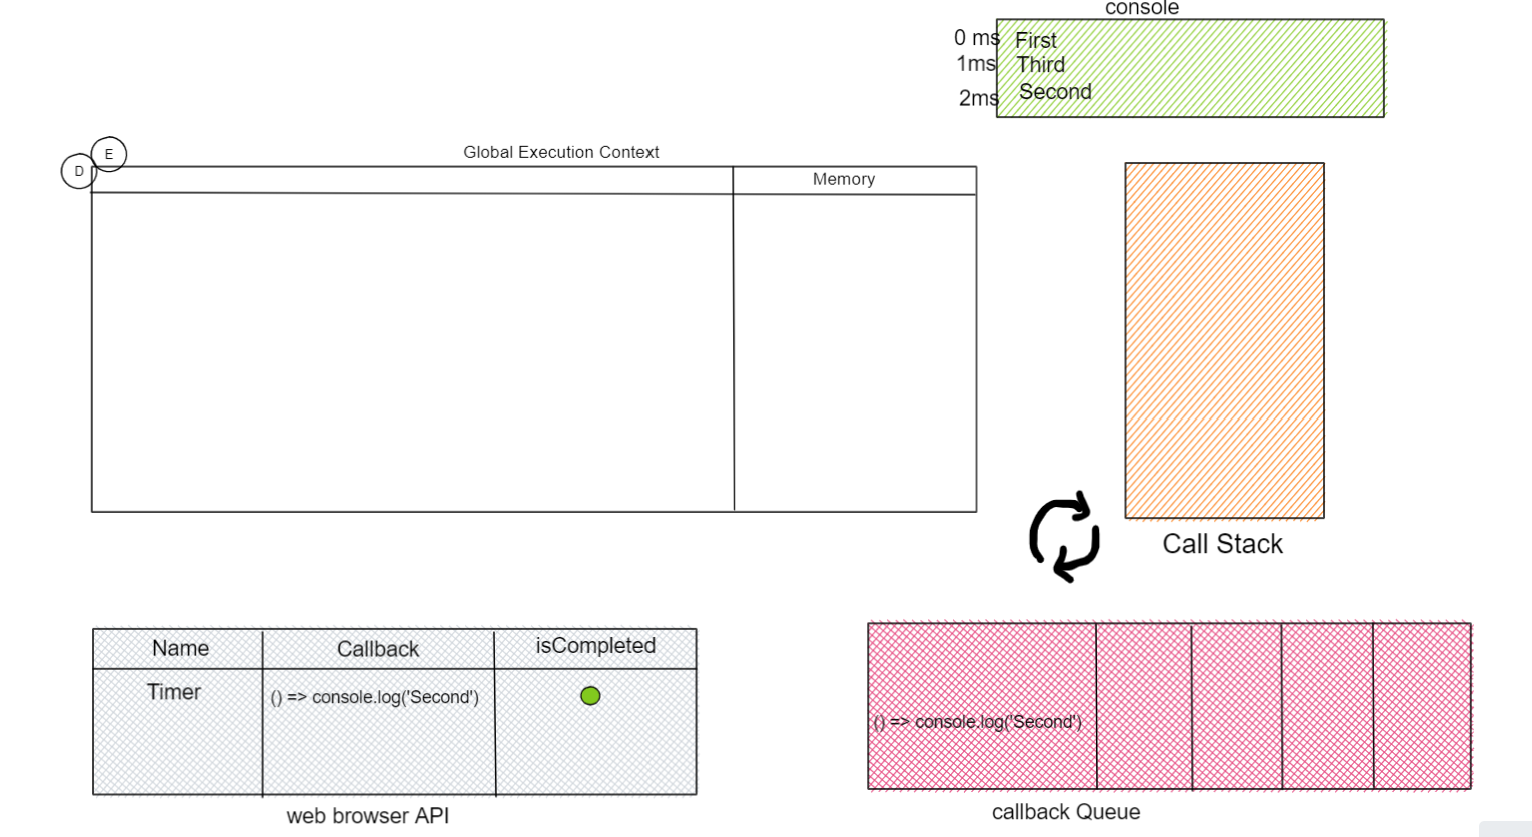 console
0 ms First
1ms Third
2ms Second
E
D
Global Execution Context
Memory
Call Stack
Name Callback isCompleted
Timer () => console.log('Second')
web browser API
() => console.log('Second')
callback Queue